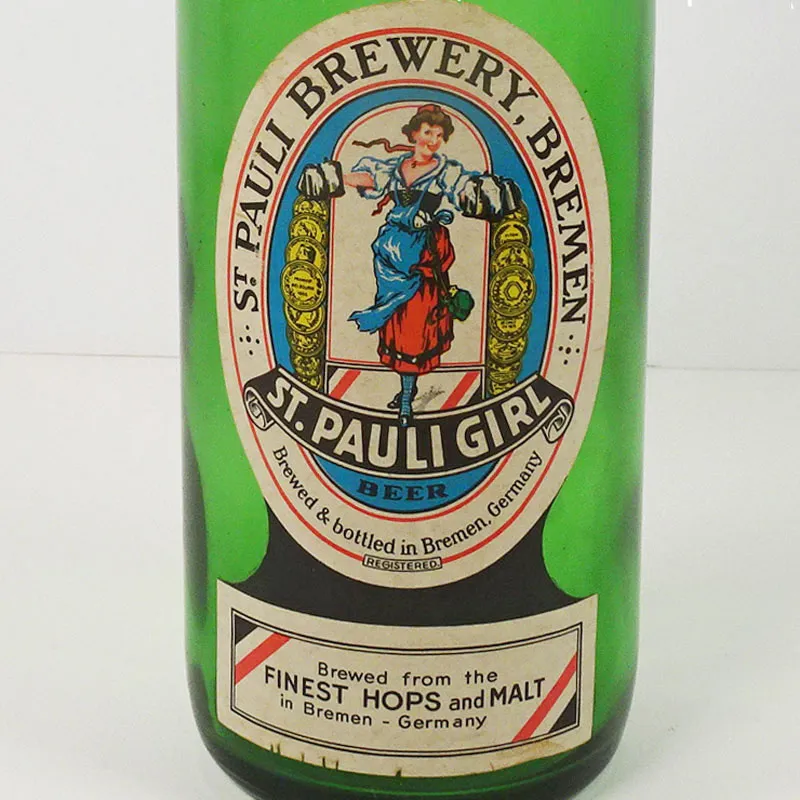 ST PAULI BREWERY, BREMEN
ST. PAULI GIRL
BEER
Brewed & bottled in Bremen, Germany
REGISTERED.
Brewed from the
FINEST HOPS and MALT
in Bremen - Germany